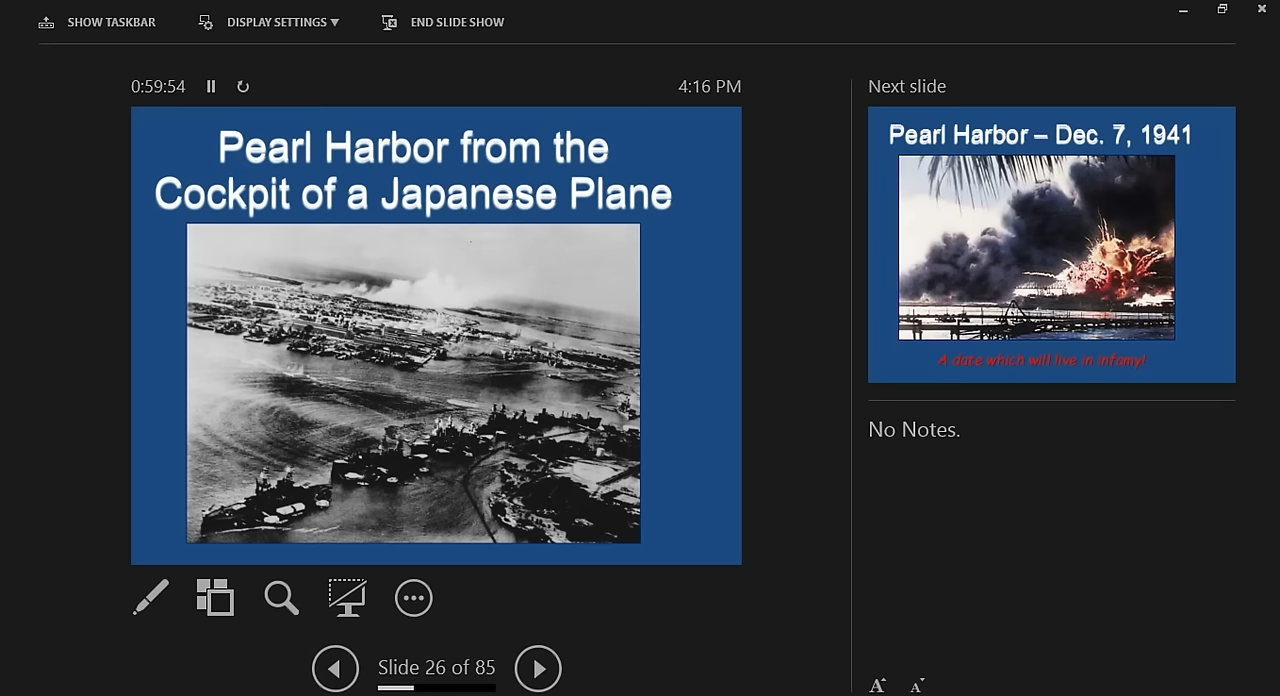 SHOW TASKBAR
DISPLAY SETTINGS ▼
END SLIDE SHOW
0:59:54
4:16 PM
Pearl Harbor from the
Cockpit of a Japanese Plane
Slide 26 of 85
Next slide
Pearl Harbor – Dec. 7, 1941
A date which will live in infamy!
No Notes.
A A